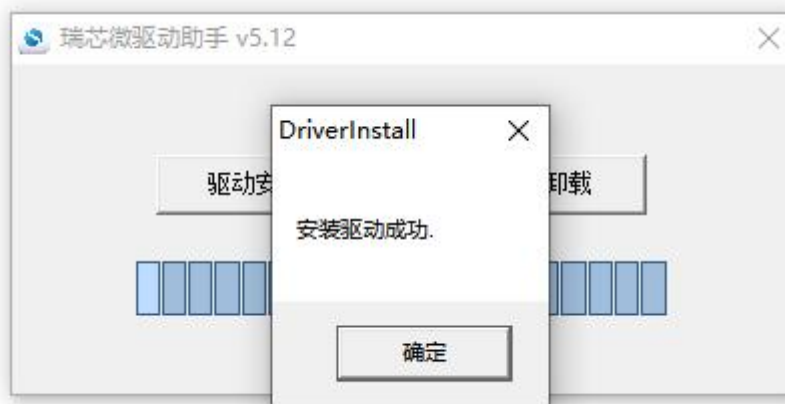 瑞芯微驱动助手 v5.12
DriverInstall
驱动安
卸载
安装驱动成功.
确定